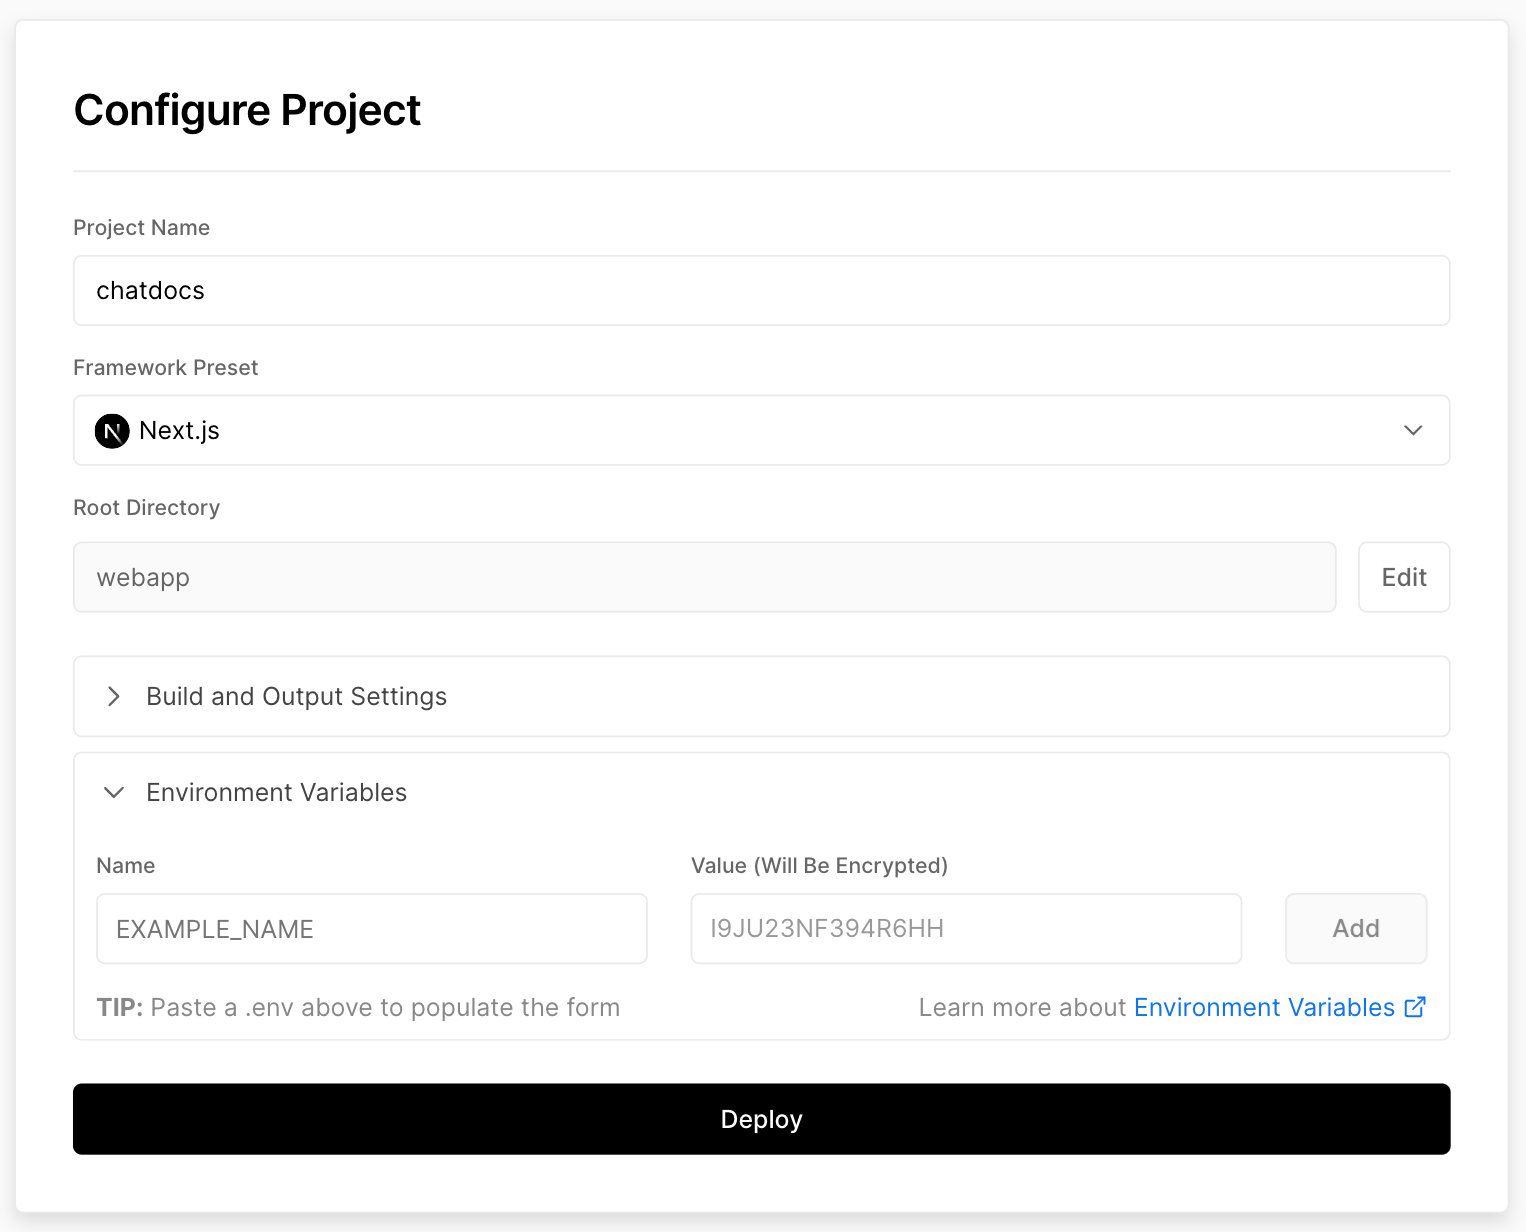 Configure Project
Project Name
chatdocs
Framework Preset
N Next.js
Root Directory
webapp
Edit
Build and Output Settings
Environment Variables
Name
Value (Will Be Encrypted)
EXAMPLE_NAME
I9JU23NF394R6HH
Add
TIP: Paste a .env above to populate the form
Learn more about Environment Variables
Deploy